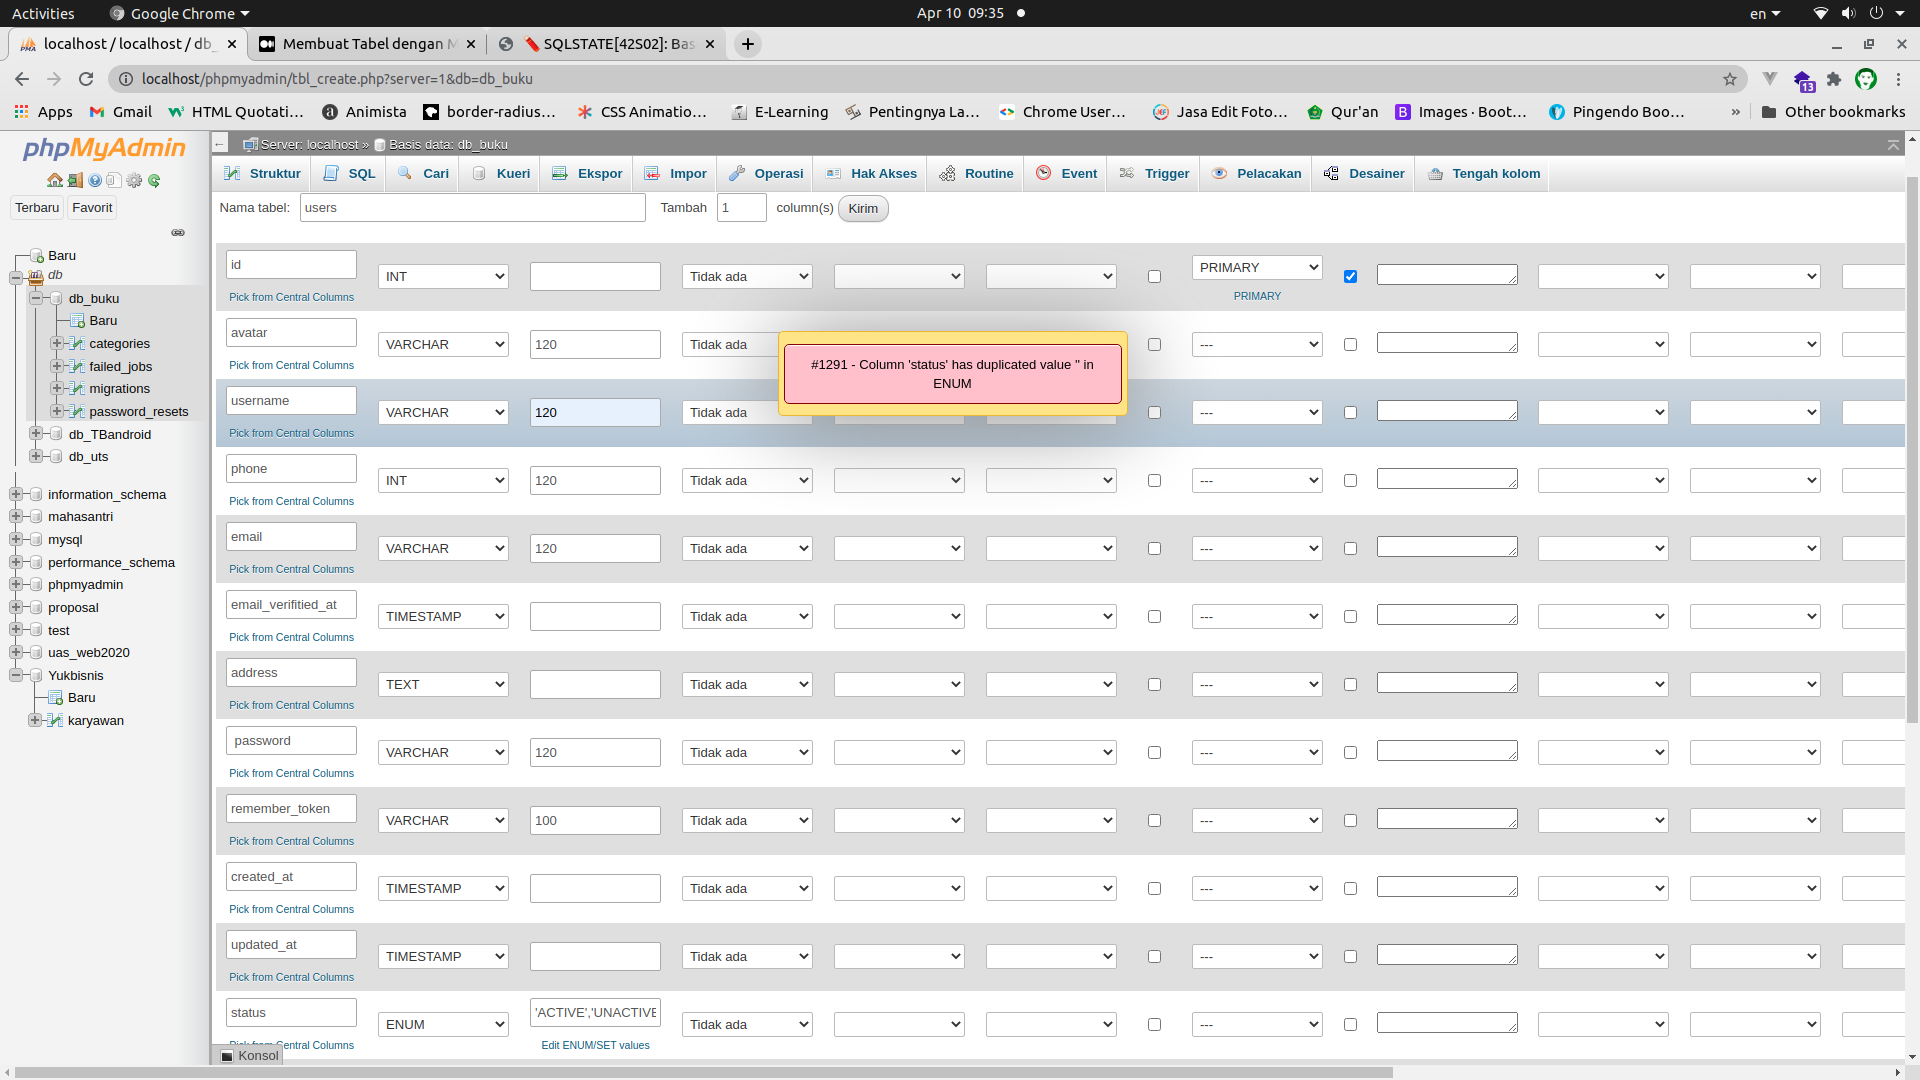 Activities
Google Chrome
Apr 10 09:35
en
localhost / localhost / db_
Membuat Tabel dengan M
SQLSTATE[42S02]: Bas
localhost/phpmyadmin/tbl_create.php?server=1&db=db_buku
13
Apps
Gmail
HTML Quotati...
Animista
border-radius...
CSS Animatio...
E-Learning
Pentingnya La...
Chrome User...
Jasa Edit Foto...
Qur'an
Images · Boot...
Pingendo Boo...
»
Other bookmarks
phpMyAdmin
Terbaru
Favorit
Baru
db
db_buku
Baru
categories
failed_jobs
migrations
password_resets
db_TBandroid
db_uts
information_schema
mahasantri
mysql
performance_schema
phpmyadmin
proposal
test
uas_web2020
Yukbisnis
Baru
karyawan
Server: localhost » Basis data: db_buku
Struktur
SQL
Cari
Kueri
Ekspor
Impor
Operasi
Hak Akses
Routine
Event
Trigger
Pelacakan
Desainer
Tengah kolom
Nama tabel: users Tambah 1 column(s) Kirim
id INT Tidak ada PRIMARY
Pick from Central Columns PRIMARY
avatar VARCHAR 120 Tidak ada ---
Pick from Central Columns
#1291 - Column 'status' has duplicated value '' in
ENUM
username VARCHAR 120 Tidak ada ---
Pick from Central Columns
phone INT 120 Tidak ada ---
Pick from Central Columns
email VARCHAR 120 Tidak ada ---
Pick from Central Columns
email_verifitied_at TIMESTAMP Tidak ada ---
Pick from Central Columns
address TEXT Tidak ada ---
Pick from Central Columns
password VARCHAR 120 Tidak ada ---
Pick from Central Columns
remember_token VARCHAR 100 Tidak ada ---
Pick from Central Columns
created_at TIMESTAMP Tidak ada ---
Pick from Central Columns
updated_at TIMESTAMP Tidak ada ---
Pick from Central Columns
status ENUM 'ACTIVE','UNACTIVE Tidak ada ---
Central Columns Edit ENUM/SET values
Konsol